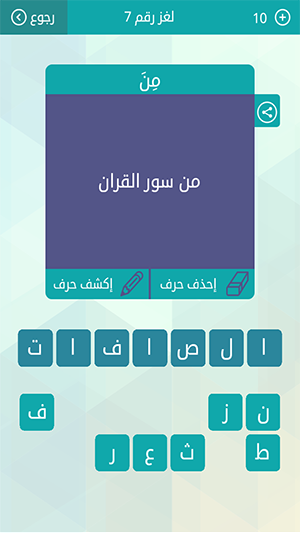 رجوع لغز رقم 7 10
مِنَ
من سور القران
إحذف حرف إكشف حرف
ا ل ص ا ف ا ت
ن ز ف
ط ث ع ر